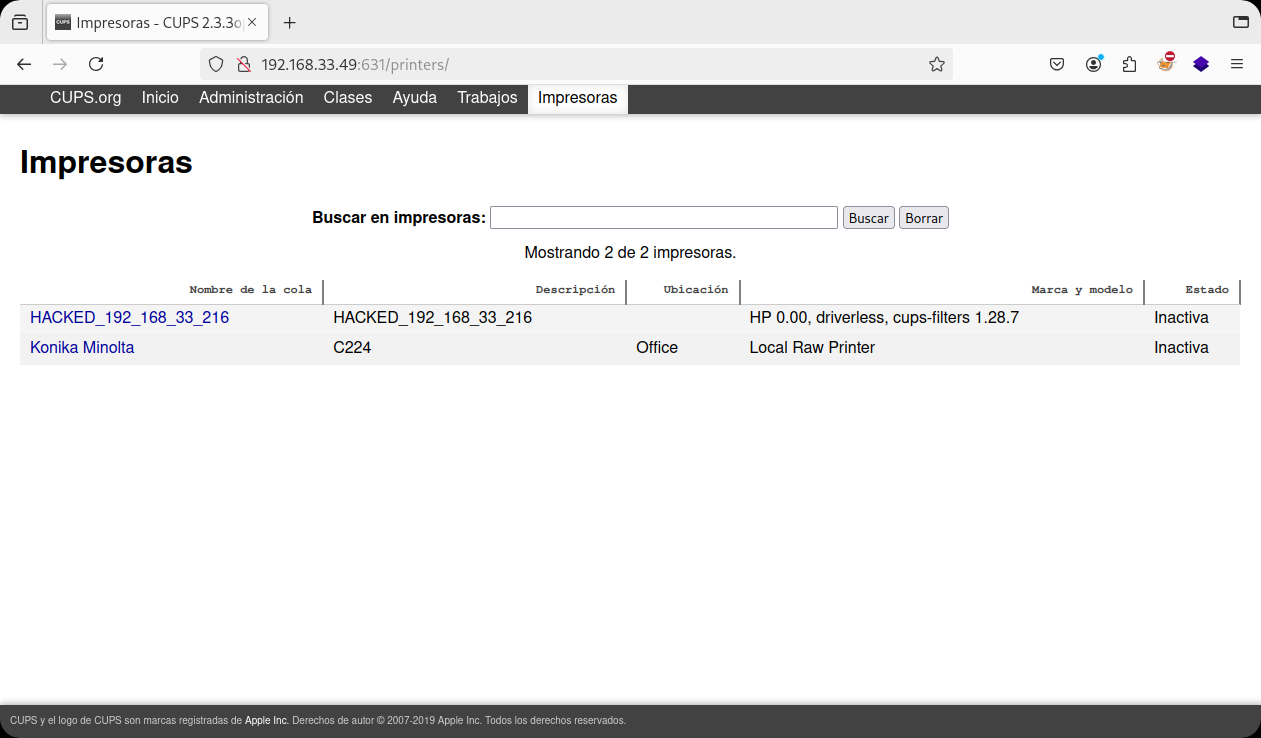 Impresoras - CUPS 2.3.3o
192.168.33.49:631/printers/
CUPS.org Inicio Administración Clases Ayuda Trabajos Impresoras
Impresoras
Buscar en impresoras: Buscar Borrar
Mostrando 2 de 2 impresoras.
Nombre de la cola Descripción Ubicación Marca y modelo Estado
HACKED_192_168_33_216 HACKED_192_168_33_216 HP 0.00, driverless, cups-filters 1.28.7 Inactiva
Konika Minolta C224 Office Local Raw Printer Inactiva
CUPS y el logo de CUPS son marcas registradas de Apple Inc. Derechos de autor © 2007-2019 Apple Inc. Todos los derechos reservados.